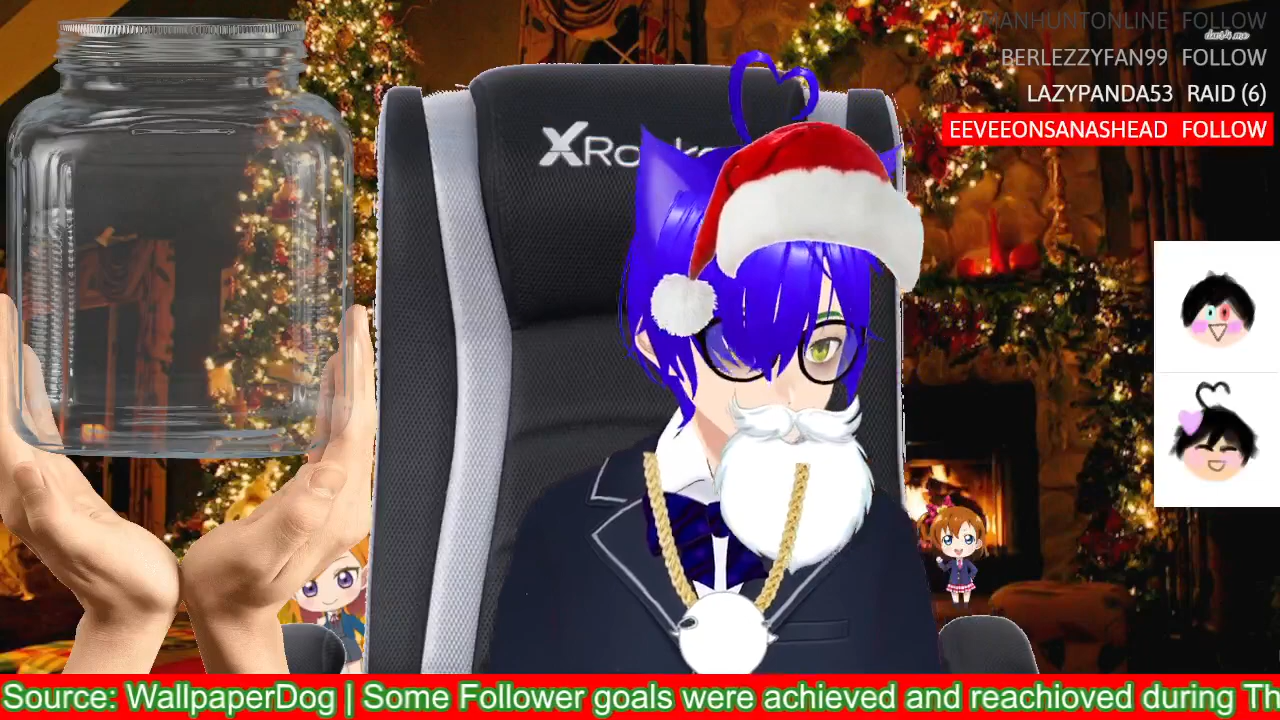 MANHUNTONLINE FOLLOW
BERLEZZYFAN99 FOLLOW
LAZYPANDA53 RAID (6)
EEVEEONSANASHEAD FOLLOW
Source: WallpaperDog | Some Follower goals were achieved and reachioved during Th